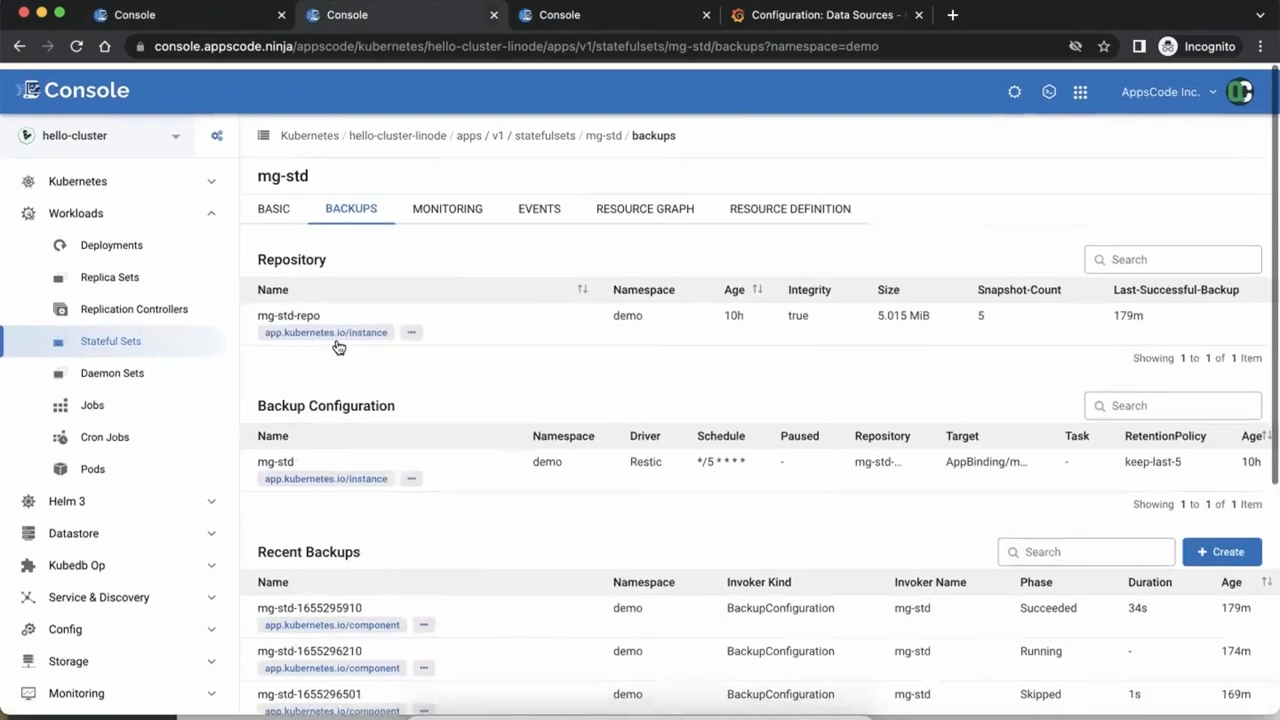 Console
Console
Console
Configuration: Data Sources -
console.appscode.ninja/appscode/kubernetes/hello-cluster-linode/apps/v1/statefulsets/mg-std/backups?namespace=demo
Incognito
Console
AppsCode Inc.
hello-cluster
Kubernetes / hello-cluster-linode / apps / v1 / statefulsets / mg-std / backups
Kubernetes
Workloads
Deployments
Replica Sets
Replication Controllers
Stateful Sets
Daemon Sets
Jobs
Cron Jobs
Pods
Helm 3
Datastore
Kubedb Op
Service & Discovery
Config
Storage
Monitoring
mg-std
BASIC BACKUPS MONITORING EVENTS RESOURCE GRAPH RESOURCE DEFINITION
Repository
Search
Name Namespace Age Integrity Size Snapshot-Count Last-Successful-Backup
mg-std-repo demo 10h true 5.015 MiB 5 179m
app.kubernetes.io/instance ...
Showing 1 to 1 of 1 Item
Backup Configuration
Search
Name Namespace Driver Schedule Paused Repository Target Task RetentionPolicy Age
mg-std demo Restic */5 * * * * - mg-std-... AppBinding/m... - keep-last-5 10h
app.kubernetes.io/instance ...
Showing 1 to 1 of 1 Item
Recent Backups
Search
+ Create
Name Namespace Invoker Kind Invoker Name Phase Duration Age
mg-std-1655295910 demo BackupConfiguration mg-std Succeeded 34s 179m
app.kubernetes.io/component ...
mg-std-1655296210 demo BackupConfiguration mg-std Running - 174m
app.kubernetes.io/component ...
mg-std-1655296501 demo BackupConfiguration mg-std Skipped 1s 169m
app.kubernetes.io/component ...